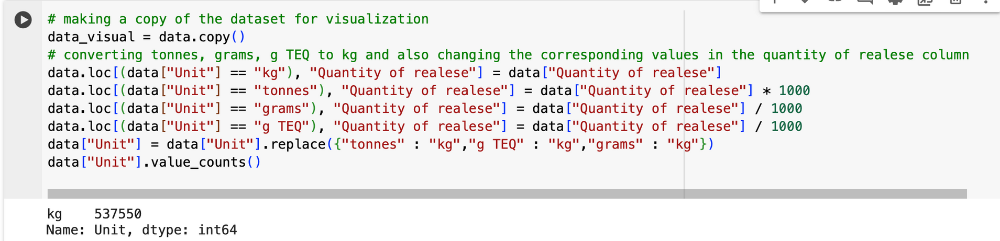 # making a copy of the dataset for visualization
data_visual = data.copy()
# converting tonnes, grams, g TEQ to kg and also changing the corresponding values in the quantity of realese column
data.loc[(data["Unit"] == "kg"), "Quantity of realese"] = data["Quantity of realese"]
data.loc[(data["Unit"] == "tonnes"), "Quantity of realese"] = data["Quantity of realese"] * 1000
data.loc[(data["Unit"] == "grams"), "Quantity of realese"] = data["Quantity of realese"] / 1000
data.loc[(data["Unit"] == "g TEQ"), "Quantity of realese"] = data["Quantity of realese"] / 1000
data["Unit"] = data["Unit"].replace({"tonnes" : "kg","g TEQ" : "kg","grams" : "kg"})
data["Unit"].value_counts()
kg    537550
Name: Unit, dtype: int64